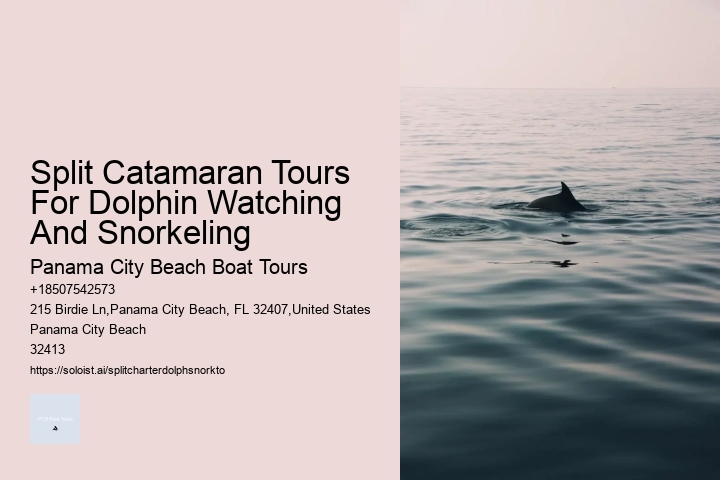 Split Catamaran Tours
For Dolphin Watching
And Snorkeling
Panama City Beach Boat Tours
+18507542573
215 Birdie Ln,Panama City Beach, FL 32407,United States
Panama City Beach
32413
https://soloist.ai/splitcharterdolphsnorkto